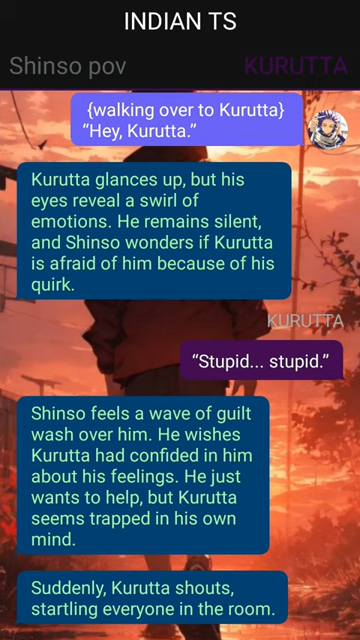 INDIAN TS
Shinso pov KURUTTA
{walking over to Kurutta}
“Hey, Kurutta.”
Kurutta glances up, but his
eyes reveal a swirl of
emotions. He remains silent,
and Shinso wonders if Kurutta
is afraid of him because of his
quirk.
KURUTTA
“Stupid... stupid.”
Shinso feels a wave of guilt
wash over him. He wishes
Kurutta had confided in him
about his feelings. He just
wants to help, but Kurutta
seems trapped in his own
mind.
Suddenly, Kurutta shouts,
startling everyone in the room.